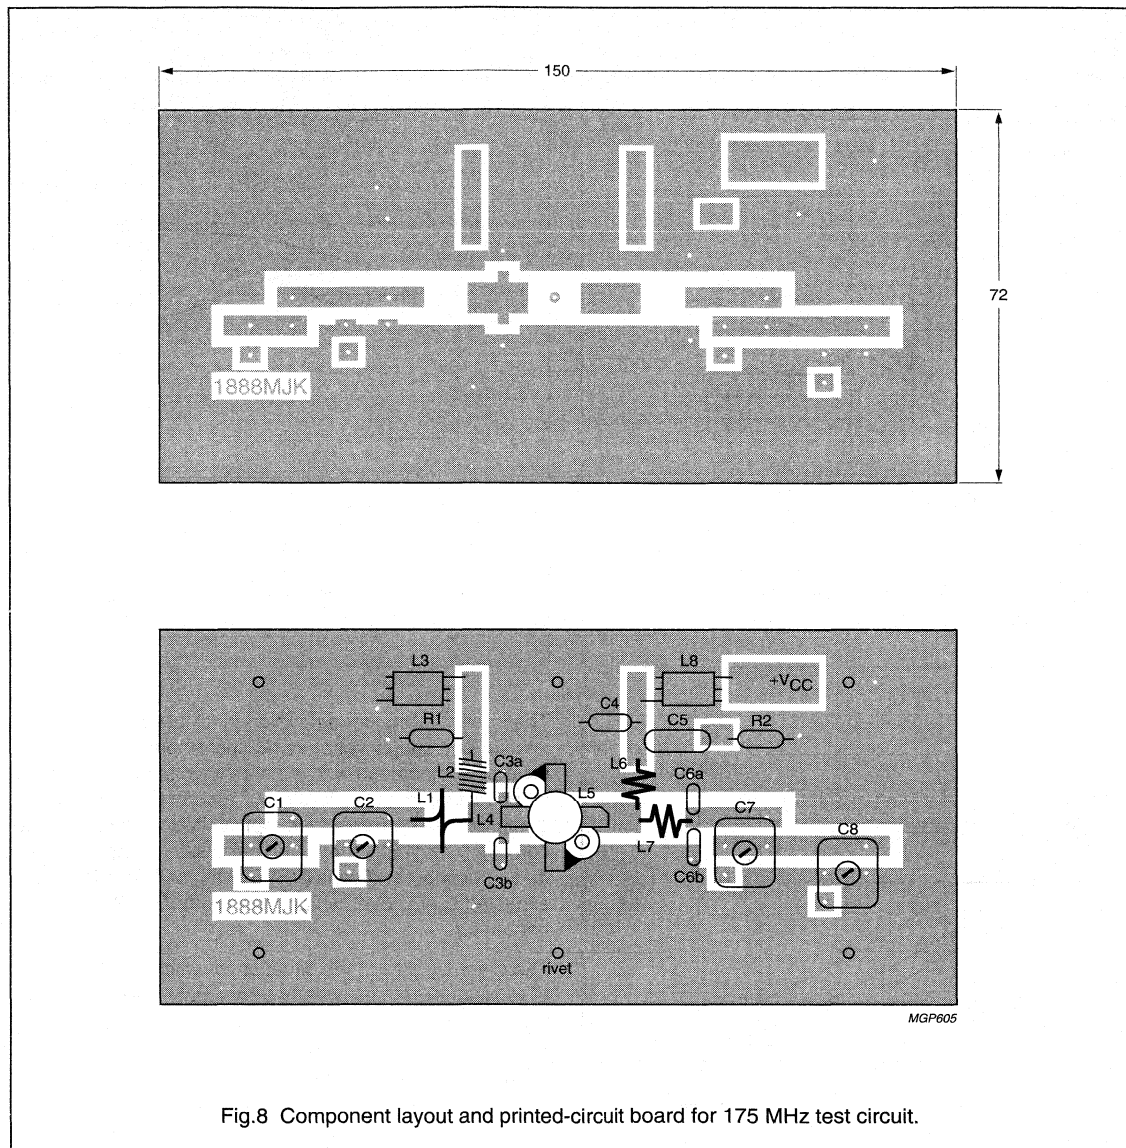 150
72
1888MJK
L3
L8
+VCC
R1
C4
C5
R2
L2
C3a
L6
C6a
C1
C2
L1
L4
L5
C7
C8
L7
C3b
C6b
1888MJK
rivet
MGP605
Fig.8 Component layout and printed-circuit board for 175 MHz test circuit.